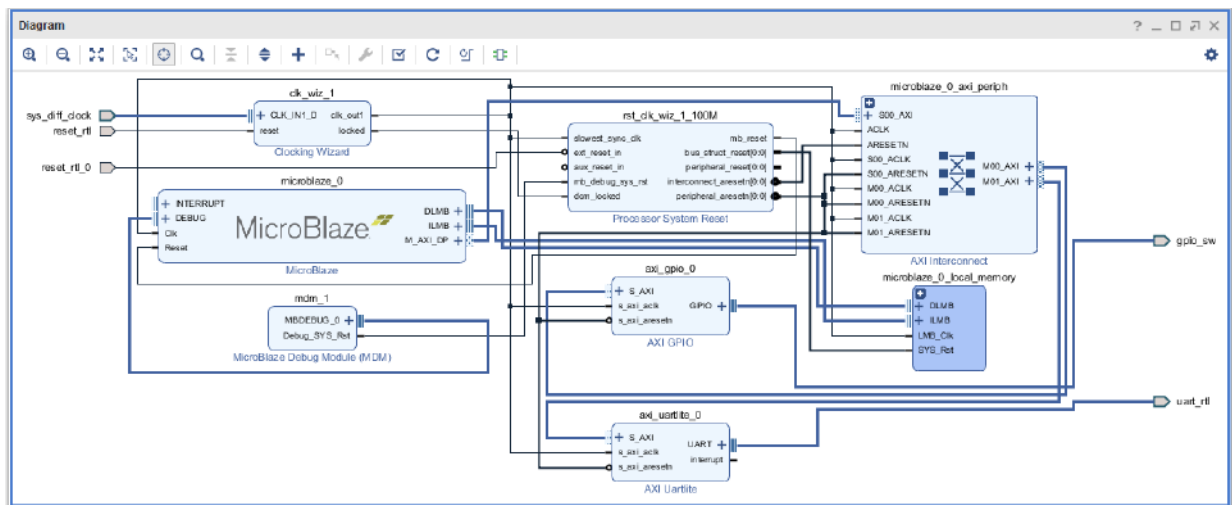 Diagram
sys_diff_clock
reset_rtl
reset_rtl_0
clk_wiz_1
CLK_IN1_D clk_out1
reset locked
Clocking Wizard
microblaze_0
INTERRUPT
DEBUG DLMB
Clk ILMB
Reset M_AXI_DP
MicroBlaze
MicroBlaze
mdm_1
MBDEBUG_0
Debug_SYS_Rst
MicroBlaze Debug Module (MDM)
rst_clk_wiz_1_100M
slowest_sync_clk mb_reset
ext_reset_in bus_struct_reset[0:0]
aux_reset_in peripheral_reset[0:0]
mb_debug_sys_rst interconnect_aresetn[0:0]
dcm_locked peripheral_aresetn[0:0]
Processor System Reset
axi_gpio_0
S_AXI
s_axi_aclk GPIO
s_axi_aresetn
AXI GPIO
axi_uartlite_0
S_AXI
s_axi_aclk UART
s_axi_aresetn interrupt
AXI Uartlite
microblaze_0_axi_periph
S00_AXI
ACLK
ARESETN
S00_ACLK
S00_ARESETN M00_AXI
M00_ACLK M01_AXI
M00_ARESETN
M01_ACLK
M01_ARESETN
AXI Interconnect
microblaze_0_local_memory
DLMB
ILMB
LMB_Clk
SYS_Rst
gpio_sw
uart_rtl